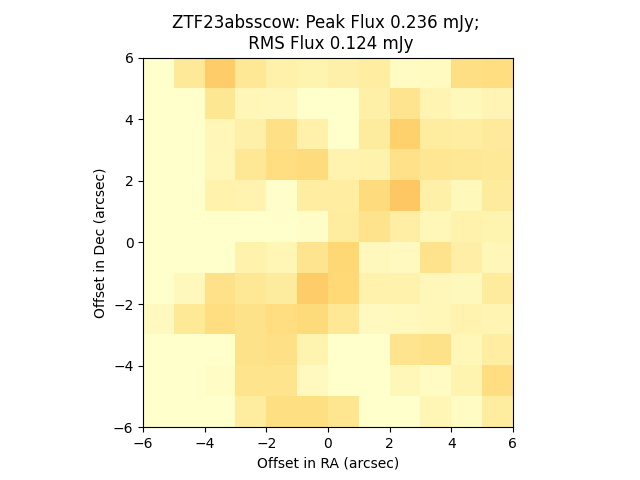 ZTF23absscow: Peak Flux 0.236 mJy;
RMS Flux 0.124 mJy
6
4
2
0
−2
−4
−6
Offset in Dec (arcsec)
−6 −4 −2 0 2 4 6
Offset in RA (arcsec)